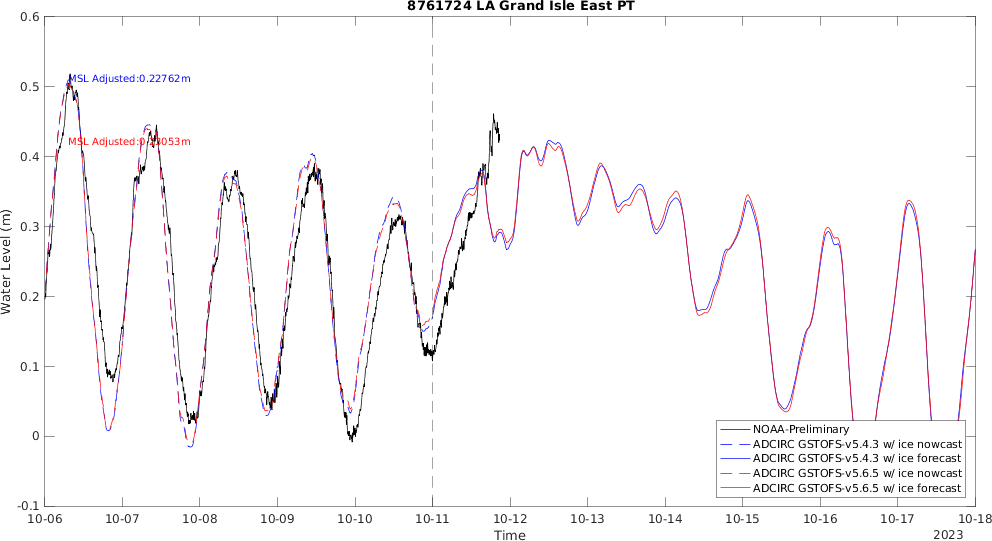 8761724 LA Grand Isle East PT
0.6
0.5
0.4
0.3
0.2
0.1
0
-0.1
Water Level (m)
MSL Adjusted:0.22762m
MSL Adjusted:0.23053m
NOAA-Preliminary
ADCIRC GSTOFS-v5.4.3 w/ ice nowcast
ADCIRC GSTOFS-v5.4.3 w/ ice forecast
ADCIRC GSTOFS-v5.6.5 w/ ice nowcast
ADCIRC GSTOFS-v5.6.5 w/ ice forecast
10-06 10-07 10-08 10-09 10-10 10-11 10-12 10-13 10-14 10-15 10-16 10-17 10-18
Time
2023